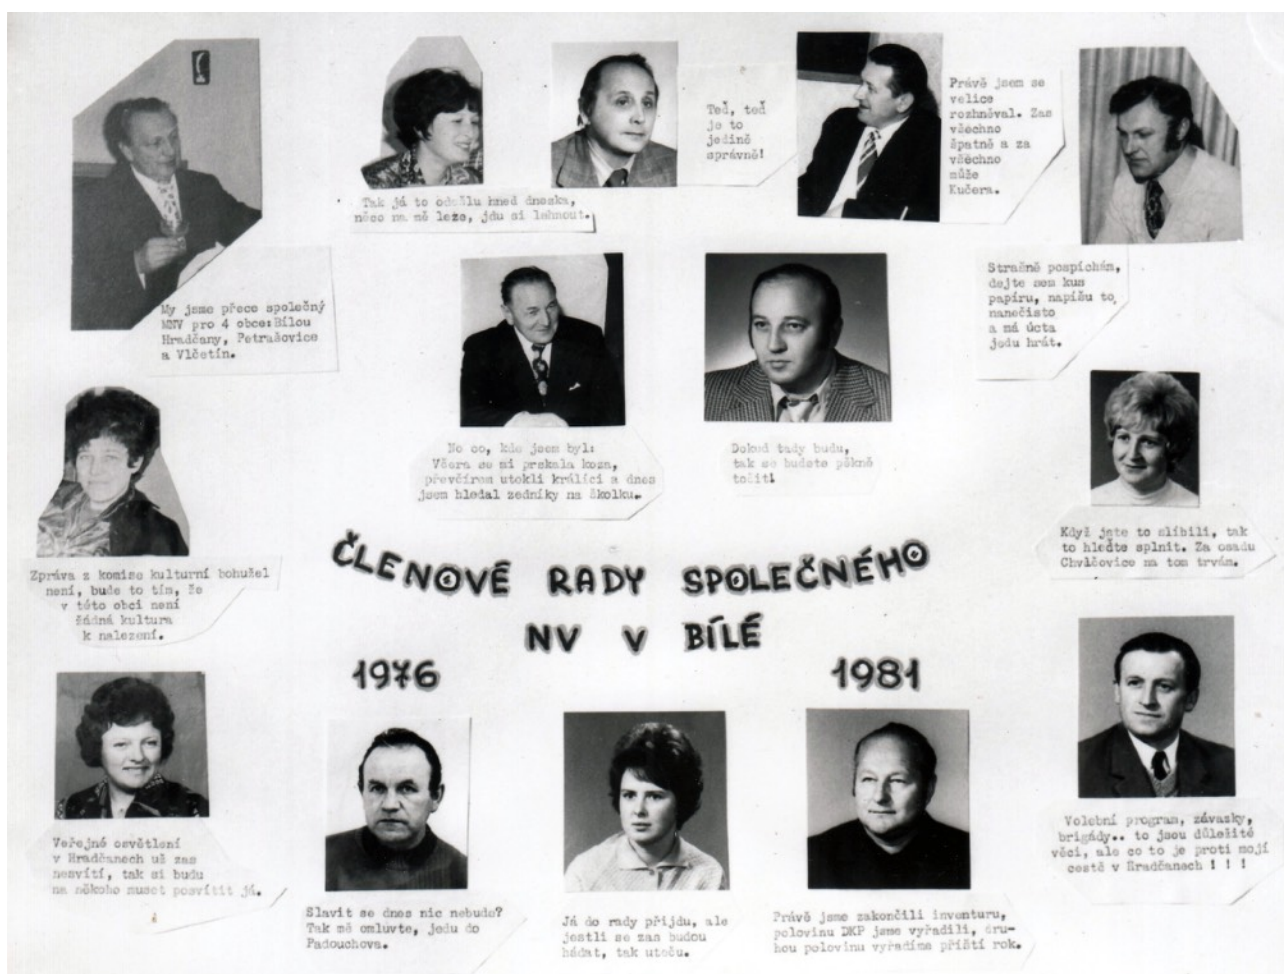 Teď, teď
je to
jedině
správně!
Právě jsem se
velice
rozhněval. Zas
všechno
špatně a za
všechno
může
Kučera.
Tak já to odešlu hned dneska,
něco na mě leze, jdu si lehnout.
My jsme přece společný
MNV pro 4 obce:Bílou
Hradčany, Petrašovice
a Vlčetín.
Strašně pospíchám,
dejte sem kus
papíru, napíšu to
nanečisto
a má úcta
jedu hrát.
No co, kde jsem byl:
Včera se mi prskala koza,
převčírem utekli králíci a dnes
jsem hledal zedníky na školku.
Dokud tady budu,
tak se budete pěkně
točit!
Když jste to slíbili, tak
to hleďte splnit. Za osadu
Chvlčovice na tom trvám.
Zpráva z komise kulturní bohužel
není, bude to tím, že
v této obci není
žádná kultura
k nalezení.
ČLENOVÉ RADY SPOLEČNÉHO
NV V BÍLÉ
1976 1981
Veřejné osvětlení
v Hradčanech už zas
nesvítí, tak si budu
na někoho muset posvítit já.
Slavit se dnes nic nebude?
Tak mě omluvte, jedu do
Padouchova.
Já do rady přijdu, ale
jestli se zas budou
hádat, tak uteču.
Právě jsme zakončili inventuru,
polovinu DKP jsme vyřadili, dru-
hou polovinu vyřadíme příští rok.
Volební program, závazky,
brigády.. to jsou důležité
věci, ale co to je proti mojí
cestě v Hradčanech ! ! !